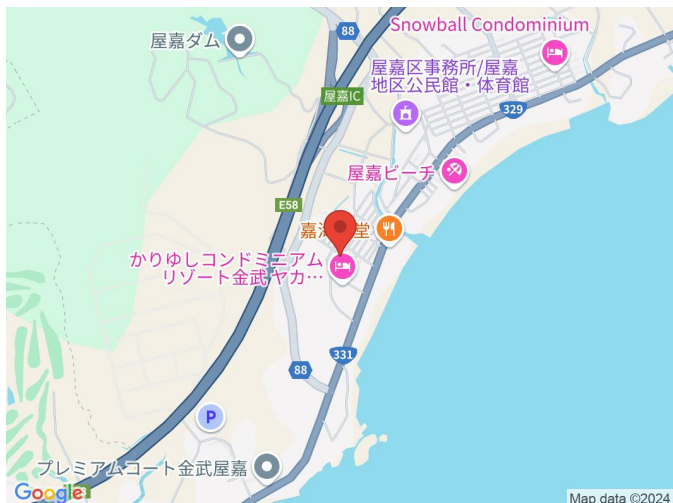 Snowball Condominium
屋嘉ダム
88
屋嘉区事務所/屋嘉
地区公民館・体育館
屋嘉IC
329
屋嘉ビーチ
E58
堂
かりゆしコンドミニアム
リゾート金武 ヤカ…
331
88
P
プレミアムコート金武屋嘉
Google
Map data ©2024